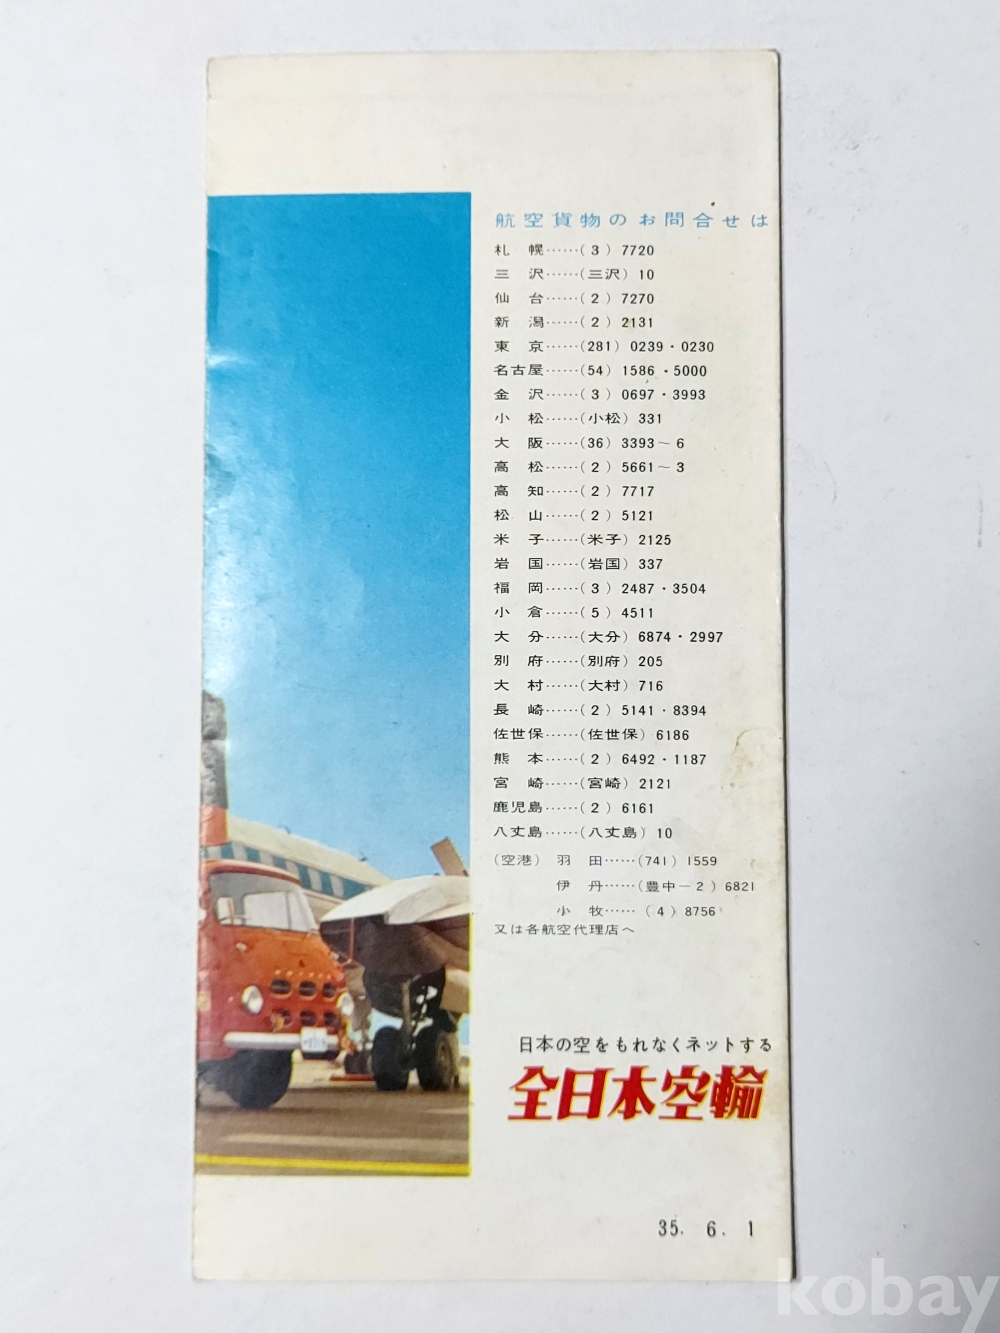 航空貨物のお問合せは
札幌……(3) 7720
三沢……(三沢) 10
仙台……(2) 7270
新潟……(2) 2131
東京……(281) 0239・0230
名古屋……(54) 1586・5000
金沢……(3) 0697・3993
小松……(小松) 331
大阪……(36) 3393～6
高松……(2) 5661～3
高知……(2) 7717
松山……(2) 5121
米子……(米子) 2125
岩国……(岩国) 337
福岡……(3) 2487・3504
小倉……(5) 4511
大分……(大分) 6874・2997
別府……(別府) 205
大村……(大村) 716
長崎……(2) 5141・8394
佐世保……(佐世保) 6186
熊本……(2) 6492・1187
宮崎……(宮崎) 2121
鹿児島……(2) 6161
八丈島……(八丈島) 10
(空港) 羽田……(741) 1559
伊丹……(豊中－2) 6821
小牧……(4) 8756
又は各航空代理店へ
日本の空をもれなくネットする
全日本空輸
35. 6. 1
kobay